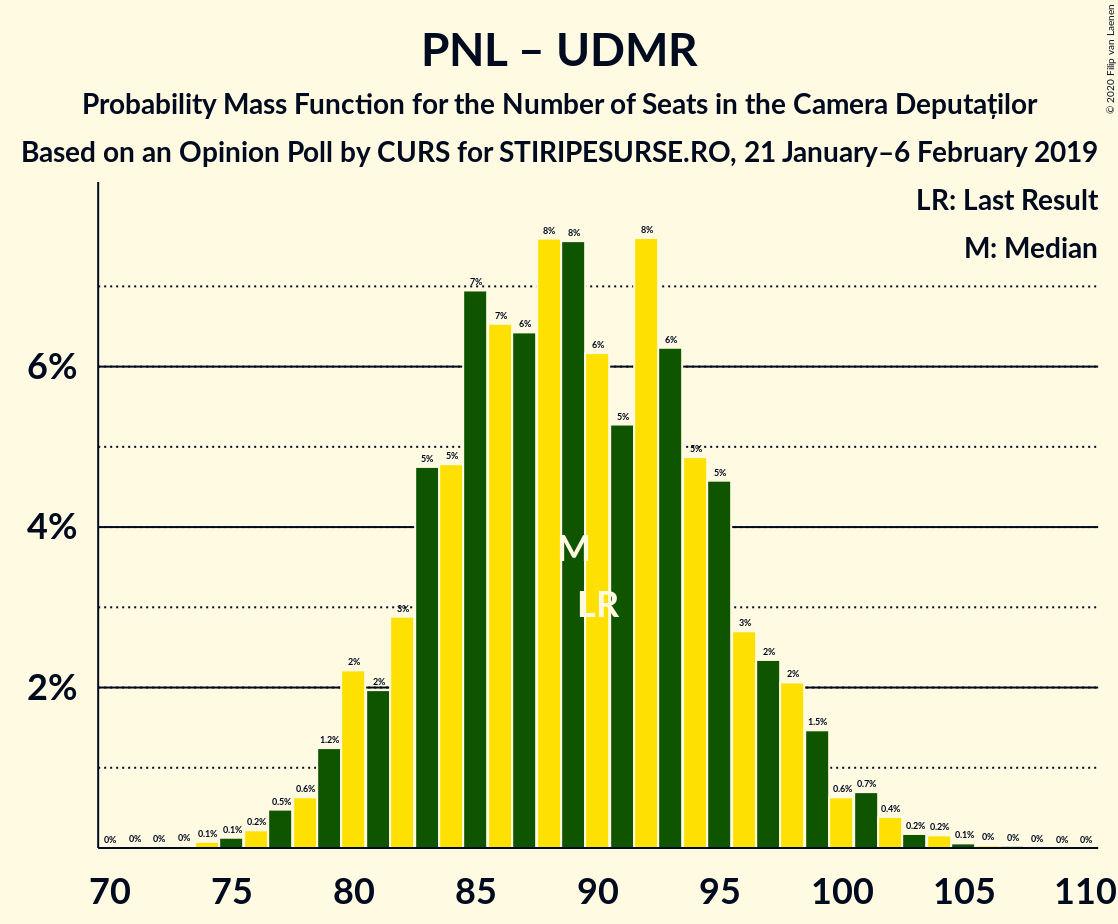 PNL – UDMR
Probability Mass Function for the Number of Seats in the Camera Deputaților
Based on an Opinion Poll by CURS for STIRIPESURSE.RO, 21 January–6 February 2019
© 2020 Filip van Laenen
LR: Last Result
M: Median
6%
4%
2%
0% 0% 0% 0% 0.1% 0.1% 0.2% 0.5% 0.6% 1.2% 2% 2% 3% 5% 5% 7% 7% 6% 8% 8% 6% 5% 8% 6% 5% 5% 3% 2% 2% 1.5% 0.6% 0.7% 0.4% 0.2% 0.2% 0.1% 0% 0% 0% 0% 0%
M
LR
70 75 80 85 90 95 100 105 110